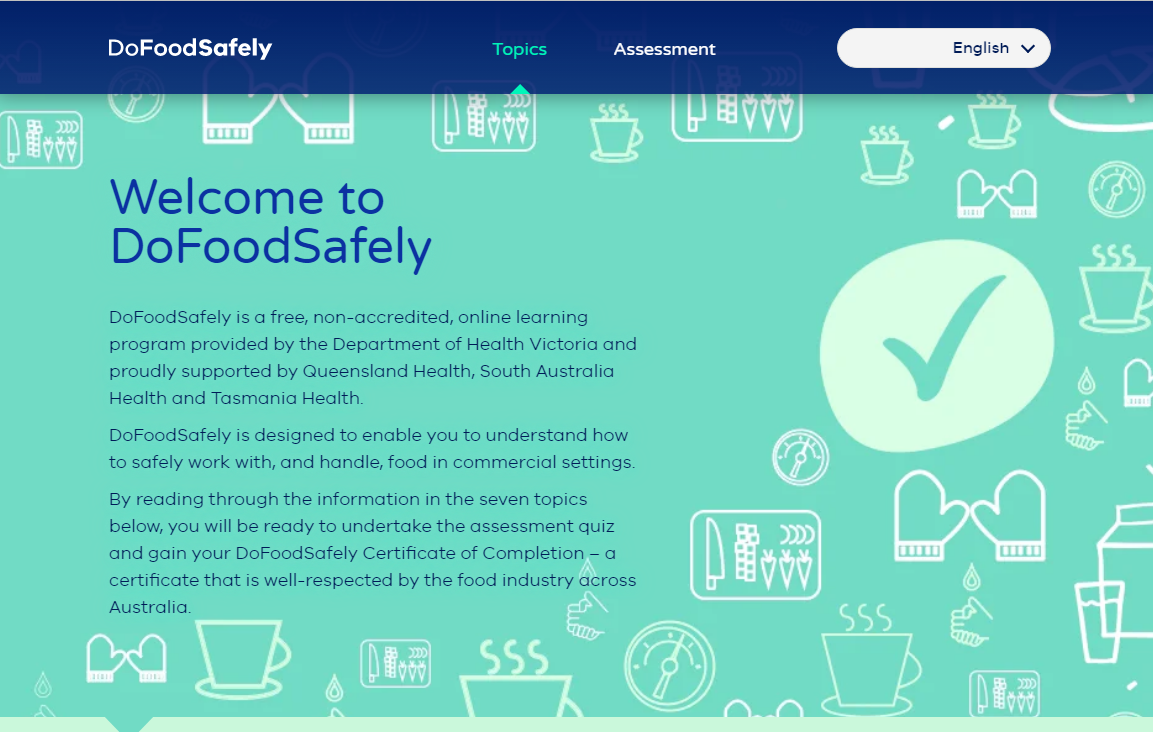 DoFoodSafely
Topics
Assessment
English
Welcome to
DoFoodSafely
DoFoodSafely is a free, non-accredited, online learning
program provided by the Department of Health Victoria and
proudly supported by Queensland Health, South Australia
Health and Tasmania Health.
DoFoodSafely is designed to enable you to understand how
to safely work with, and handle, food in commercial settings.
By reading through the information in the seven topics
below, you will be ready to undertake the assessment quiz
and gain your DoFoodSafely Certificate of Completion – a
certificate that is well-respected by the food industry across
Australia.